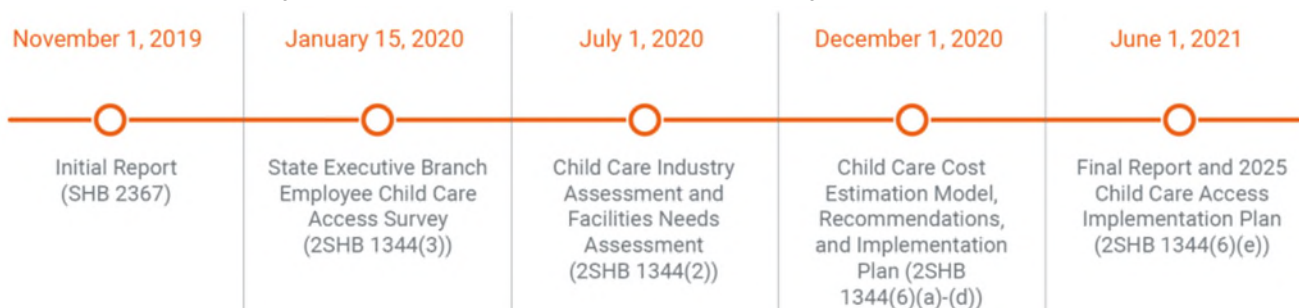 November 1, 2019
January 15, 2020
July 1, 2020
December 1, 2020
June 1, 2021
Initial Report
(SHB 2367)
State Executive Branch
Employee Child Care
Access Survey
(2SHB 1344(3))
Child Care Industry
Assessment and
Facilities Needs
Assessment
(2SHB 1344(2))
Child Care Cost
Estimation Model,
Recommendations,
and Implementation
Plan (2SHB
1344(6)(a)-(d))
Final Report and 2025
Child Care Access
Implementation Plan
(2SHB 1344(6)(e))